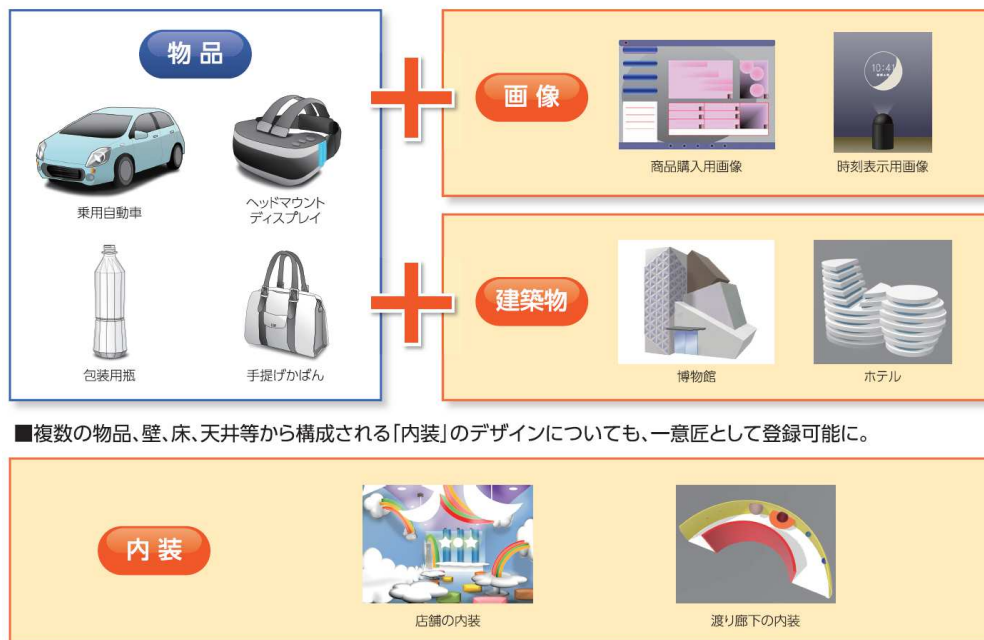 物品
乗用自動車
ヘッドマウント
ディスプレイ
包装用瓶
手提げかばん
画像
商品購入用画像
10:41
時刻表示用画像
建築物
博物館
ホテル
■複数の物品、壁、床、天井等から構成される「内装」のデザインについても、一意匠として登録可能に。
内装
店舗の内装
渡り廊下の内装